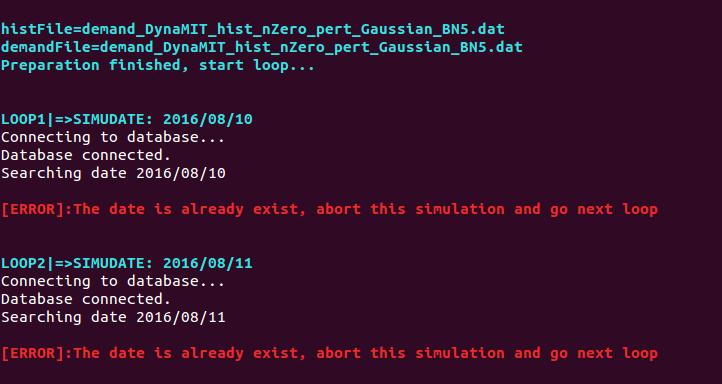 histFile=demand_DynaMIT_hist_nZero_pert_Gaussian_BN5.dat
demandFile=demand_DynaMIT_hist_nZero_pert_Gaussian_BN5.dat
Preparation finished, start loop...
LOOP1|=>SIMUDATE: 2016/08/10
Connecting to database...
Database connected.
Searching date 2016/08/10
[ERROR]:The date is already exist, abort this simulation and go next loop
LOOP2|=>SIMUDATE: 2016/08/11
Connecting to database...
Database connected.
Searching date 2016/08/11
[ERROR]:The date is already exist, abort this simulation and go next loop